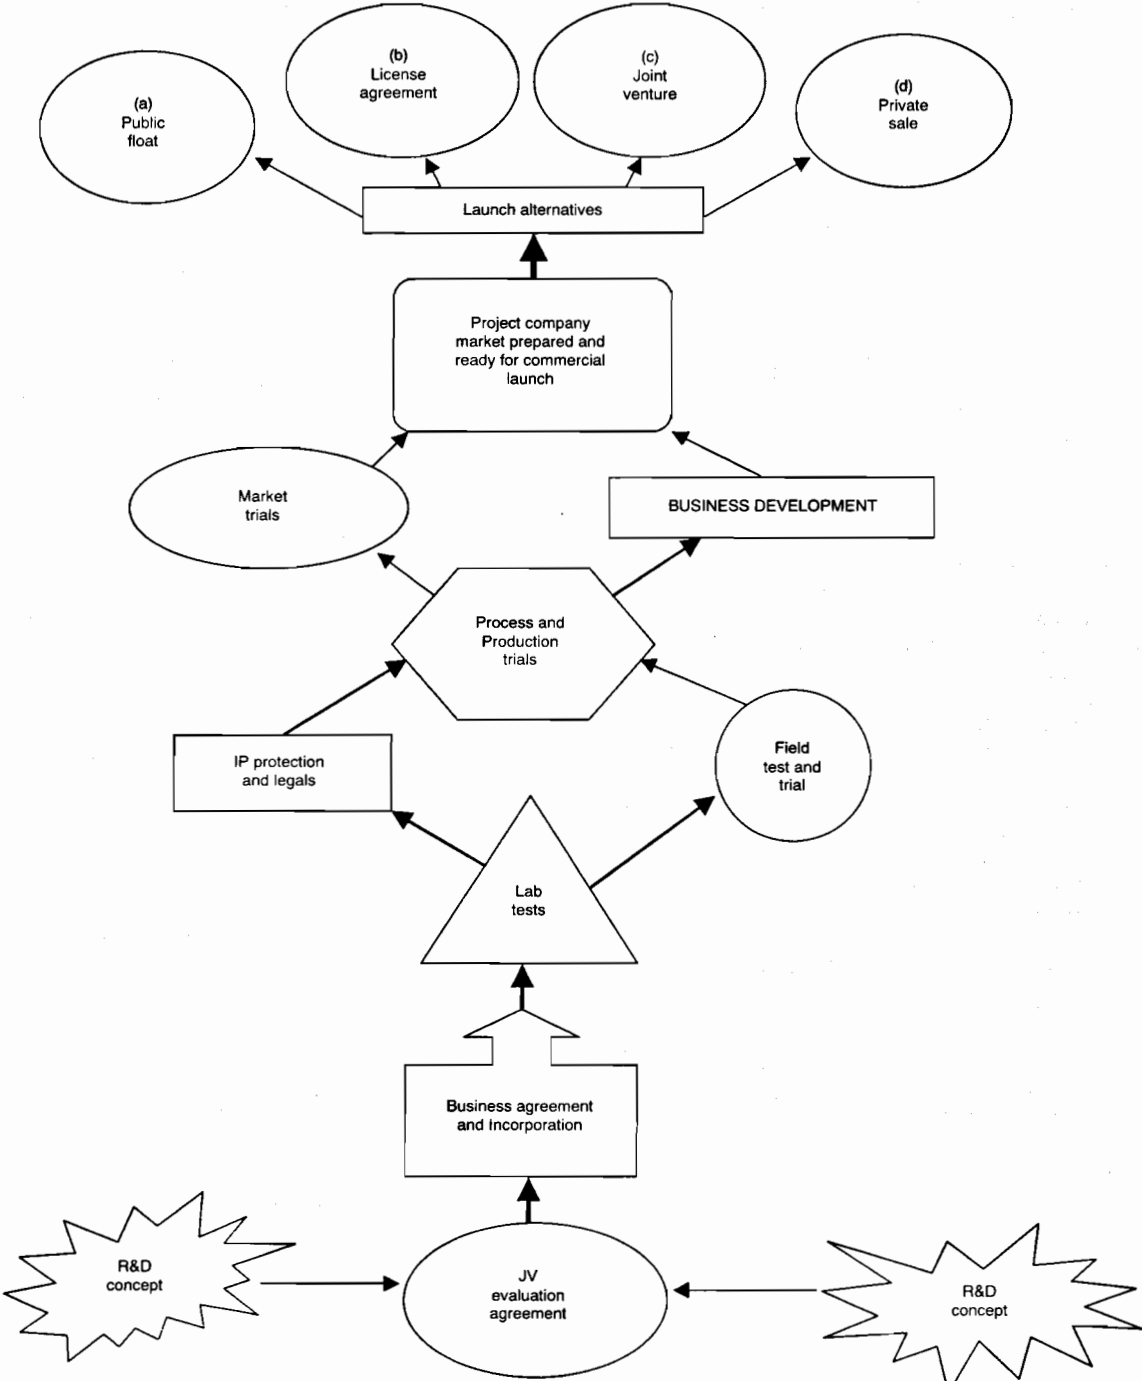 (a)
Public
float
(b)
License
agreement
(c)
Joint
venture
(d)
Private
sale
Launch alternatives
Project company
market prepared and
ready for commercial
launch
Market
trials
BUSINESS DEVELOPMENT
Process and
Production
trials
IP protection
and legals
Field
test and
trial
Lab
tests
Business agreement
and Incorporation
R&D
concept
JV
evaluation
agreement
R&D
concept